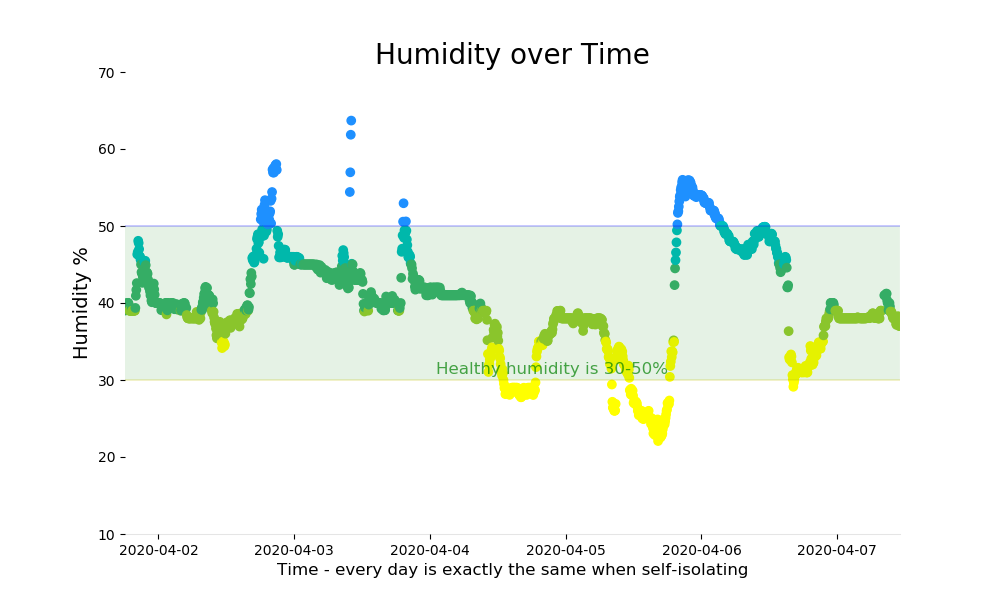 Humidity over Time
70
60
50
40
30
20
10
Humidity %
Healthy humidity is 30-50%
2020-04-02 2020-04-03 2020-04-04 2020-04-05 2020-04-06 2020-04-07
Time - every day is exactly the same when self-isolating